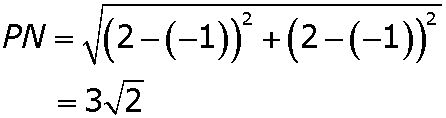 PN = √((2−(−1))² + (2−(−1))²)
= 3√2